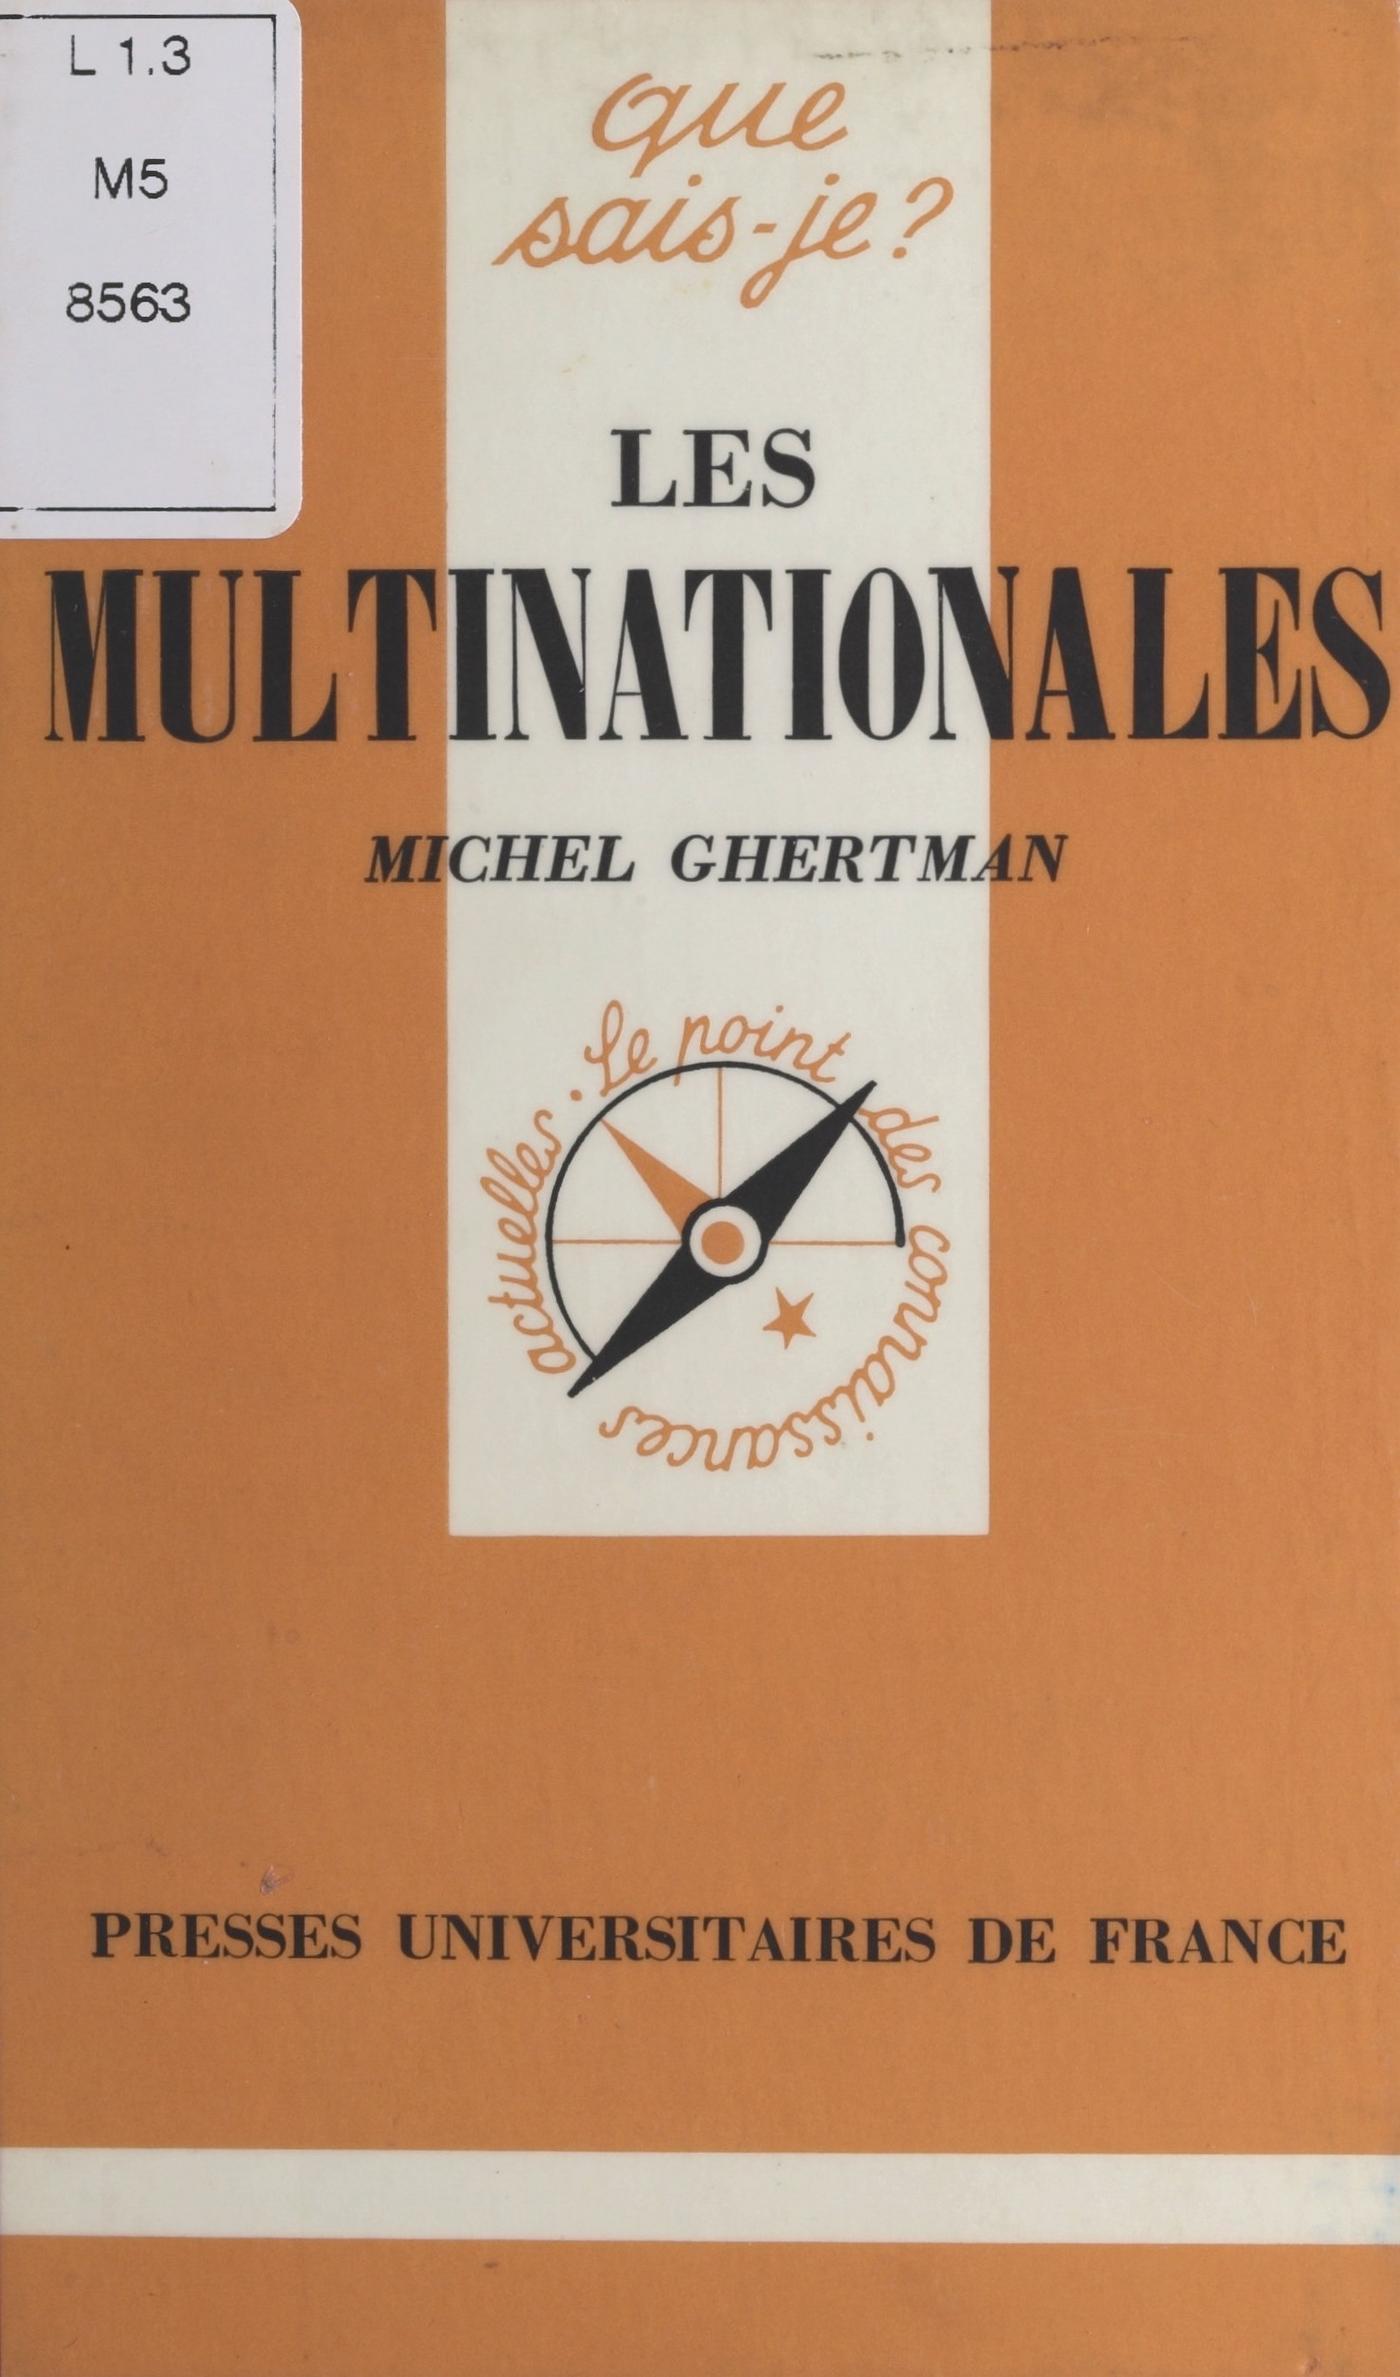 L 1.3
M5
8563
que
sais-je?
LES
MULTINATIONALES
MICHEL GHERTMAN
Le point des connaissances actuelles.
PRESSES UNIVERSITAIRES DE FRANCE